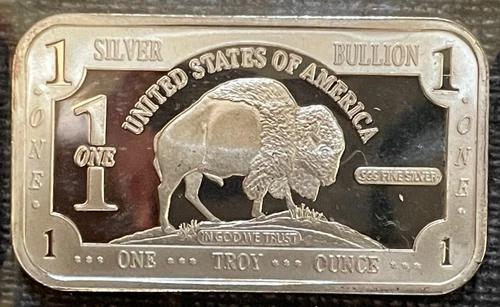 1 SILVER BULLION 1
UNITED STATES OF AMERICA
·ONE·
1
ONE
.999 FINE SILVER
·ONE·
IN GOD WE TRUST
1 *** ONE *** TROY *** OUNCE *** 1